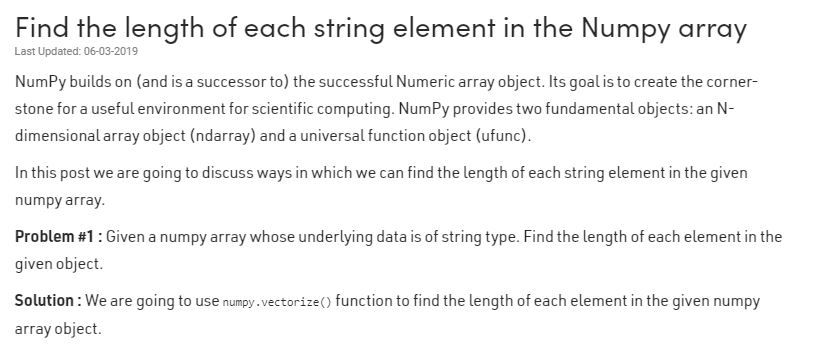 Find the length of each string element in the Numpy array
Last Updated: 06-03-2019
NumPy builds on (and is a successor to) the successful Numeric array object. Its goal is to create the corner-
stone for a useful environment for scientific computing. NumPy provides two fundamental objects: an N-
dimensional array object (ndarray) and a universal function object (ufunc).
In this post we are going to discuss ways in which we can find the length of each string element in the given
numpy array.
Problem #1 : Given a numpy array whose underlying data is of string type. Find the length of each element in the
given object.
Solution : We are going to use numpy.vectorize() function to find the length of each element in the given numpy
array object.